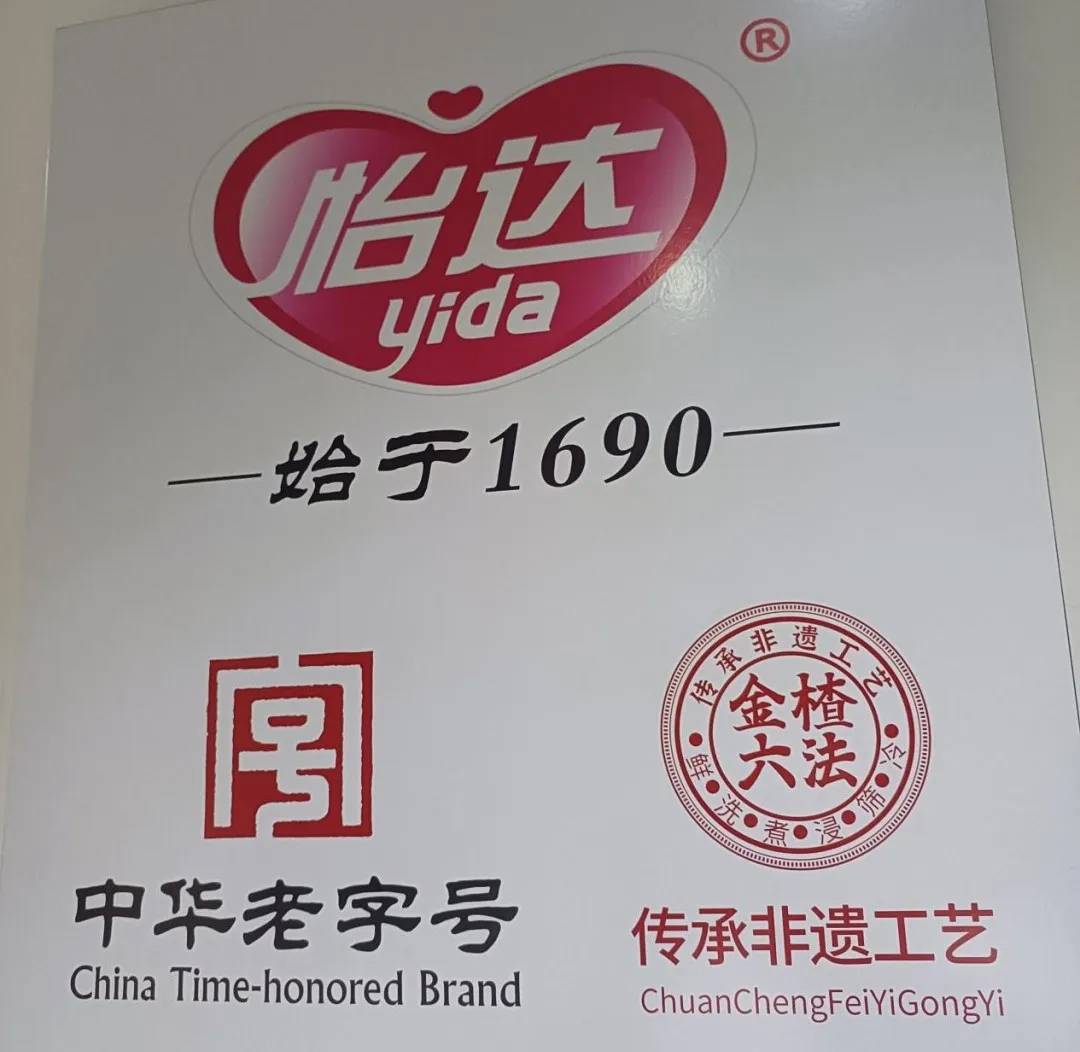 ®
怡达
yida
始于1690
中华老字号
China Time-honored Brand
传承非遗工艺
金楂
六法
鲜·洗·煮·浸·筛·冷
传承非遗工艺
ChuanChengFeiYiGongYi